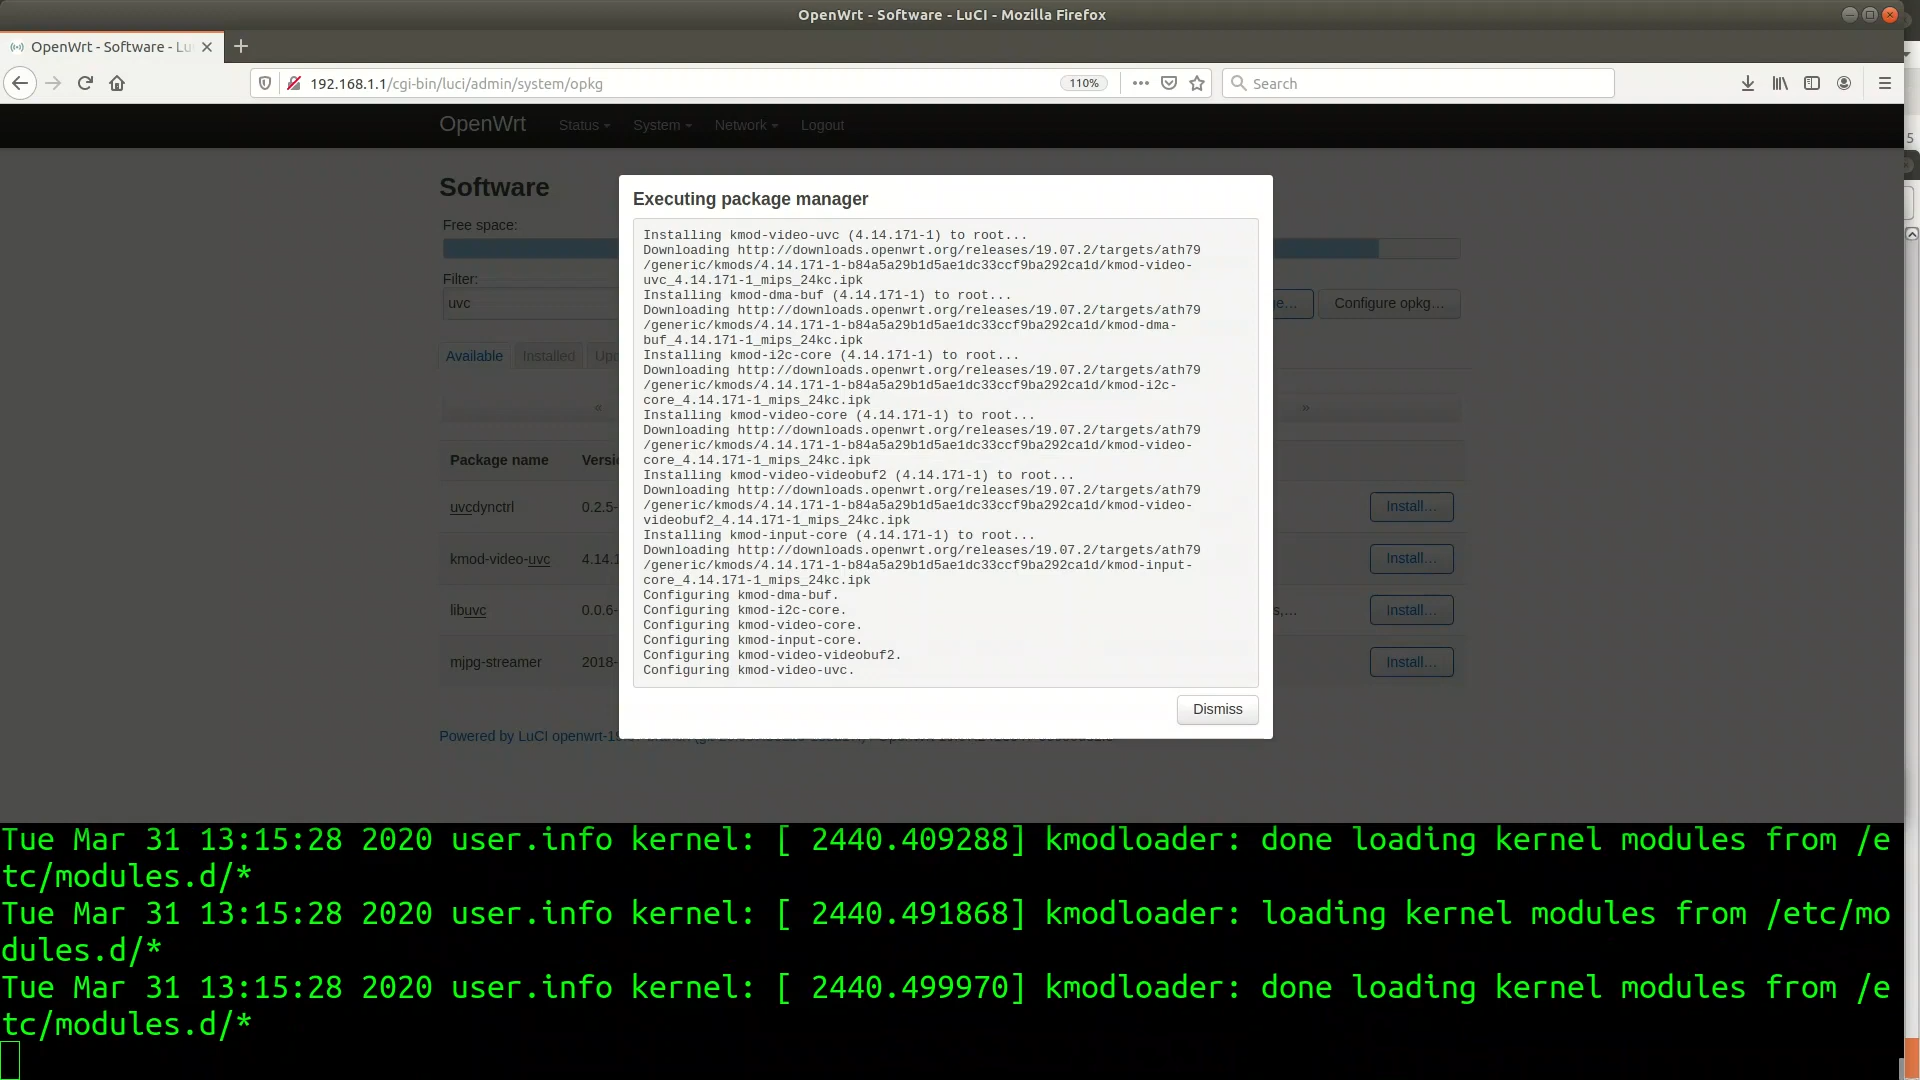 OpenWrt - Software - LuCI - Mozilla Firefox
OpenWrt - Software - Lu
192.168.1.1/cgi-bin/luci/admin/system/opkg
110%
Search
OpenWrt Status System Network Logout
5
Software
Free space:
Filter:
uvc
Configure opkg…
Available Installed
«
»
Package name
uvcdynctrl 0.2.5- Install…
kmod-video-uvc 4.14.1 Install…
libuvc 0.0.6- s,… Install…
mjpg-streamer 2018- Install…
Powered by LuCI openwrt-1
Executing package manager
Installing kmod-video-uvc (4.14.171-1) to root...
Downloading http://downloads.openwrt.org/releases/19.07.2/targets/ath79
/generic/kmods/4.14.171-1-b84a5a29b1d5ae1dc33ccf9ba292ca1d/kmod-video-
uvc_4.14.171-1_mips_24kc.ipk
Installing kmod-dma-buf (4.14.171-1) to root...
Downloading http://downloads.openwrt.org/releases/19.07.2/targets/ath79
/generic/kmods/4.14.171-1-b84a5a29b1d5ae1dc33ccf9ba292ca1d/kmod-dma-
buf_4.14.171-1_mips_24kc.ipk
Installing kmod-i2c-core (4.14.171-1) to root...
Downloading http://downloads.openwrt.org/releases/19.07.2/targets/ath79
/generic/kmods/4.14.171-1-b84a5a29b1d5ae1dc33ccf9ba292ca1d/kmod-i2c-
core_4.14.171-1_mips_24kc.ipk
Installing kmod-video-core (4.14.171-1) to root...
Downloading http://downloads.openwrt.org/releases/19.07.2/targets/ath79
/generic/kmods/4.14.171-1-b84a5a29b1d5ae1dc33ccf9ba292ca1d/kmod-video-
core_4.14.171-1_mips_24kc.ipk
Installing kmod-video-videobuf2 (4.14.171-1) to root...
Downloading http://downloads.openwrt.org/releases/19.07.2/targets/ath79
/generic/kmods/4.14.171-1-b84a5a29b1d5ae1dc33ccf9ba292ca1d/kmod-video-
videobuf2_4.14.171-1_mips_24kc.ipk
Installing kmod-input-core (4.14.171-1) to root...
Downloading http://downloads.openwrt.org/releases/19.07.2/targets/ath79
/generic/kmods/4.14.171-1-b84a5a29b1d5ae1dc33ccf9ba292ca1d/kmod-input-
core_4.14.171-1_mips_24kc.ipk
Configuring kmod-dma-buf.
Configuring kmod-i2c-core.
Configuring kmod-video-core.
Configuring kmod-input-core.
Configuring kmod-video-videobuf2.
Configuring kmod-video-uvc.
Dismiss
Tue Mar 31 13:15:28 2020 user.info kernel: [ 2440.409288] kmodloader: done loading kernel modules from /e
tc/modules.d/*
Tue Mar 31 13:15:28 2020 user.info kernel: [ 2440.491868] kmodloader: loading kernel modules from /etc/mo
dules.d/*
Tue Mar 31 13:15:28 2020 user.info kernel: [ 2440.499970] kmodloader: done loading kernel modules from /e
tc/modules.d/*